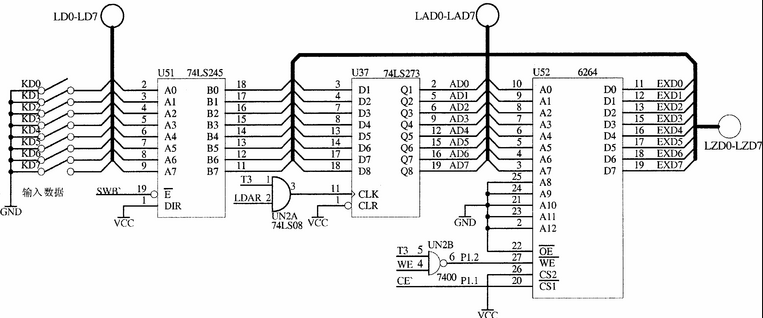 LD0-LD7
LAD0-LAD7
U51 74LS245
U37 74LS273
U52 6264
KD0 2 A0 B0 18 3 D1 Q1 2 AD0 10 A0 D0 11 EXD0
KD1 3 A1 B1 17 4 D2 Q2 5 AD1 9 A1 D1 12 EXD1
KD2 4 A2 B2 16 7 D3 Q3 6 AD2 8 A2 D2 13 EXD2
KD3 5 A3 B3 15 8 D4 Q4 9 AD3 7 A3 D3 15 EXD3
KD4 6 A4 B4 14 13 D5 Q5 12 AD4 6 A4 D4 16 EXD4
KD5 7 A5 B5 13 14 D6 Q6 15 AD5 5 A5 D5 17 EXD5
KD6 8 A6 B6 12 17 D7 Q7 16 AD6 4 A6 D6 18 EXD6
KD7 9 A7 B7 11 18 D8 Q8 19 AD7 3 A7 D7 19 EXD7
LZD0-LZD7
输入数据
GND
SWB` 19 E
1 DIR
VCC
T3 1
LDAR 2
3
UN2A
74LS08
11 CLK
1 CLR
VCC
25 A8
24 A9
GND 21 A10
23 A11
2 A12
22 OE
T3 5 UN2B
WE 4 6 P1.2 27 WE
7400
26 CS2
CE` P1.1 20 CS1
VCC